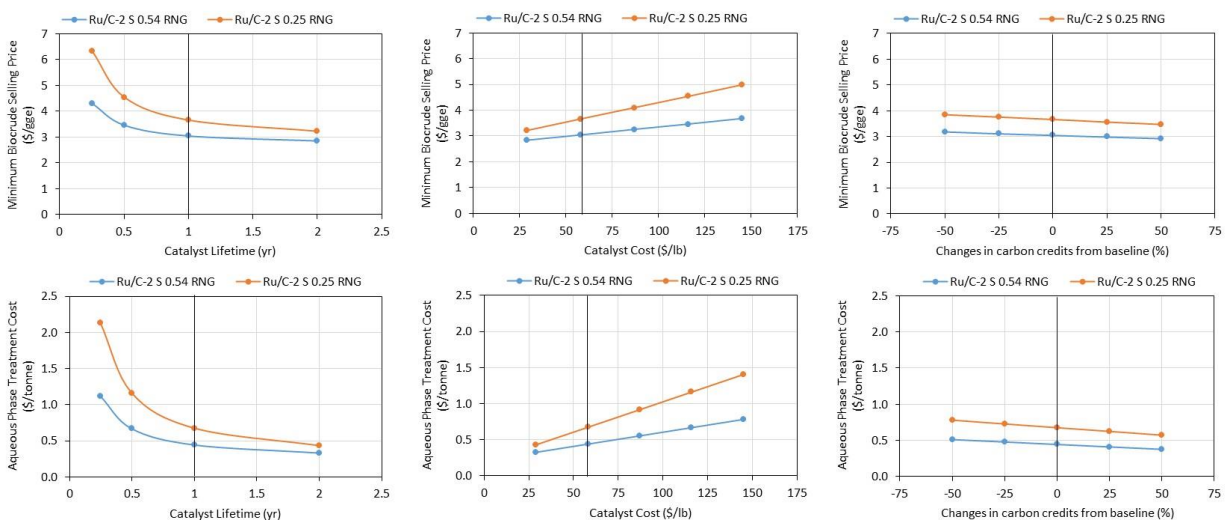 Ru/C-2 S 0.54 RNG Ru/C-2 S 0.25 RNG
Minimum Biocrude Selling Price
($/gge)
7
6
5
4
3
2
1
0
0 0.5 1 1.5 2 2.5
Catalyst Lifetime (yr)
Ru/C-2 S 0.54 RNG Ru/C-2 S 0.25 RNG
Minimum Biocrude Selling Price
($/gge)
7
6
5
4
3
2
1
0
0 25 50 75 100 125 150 175
Catalyst Cost ($/lb)
Ru/C-2 S 0.54 RNG Ru/C-2 S 0.25 RNG
Minimum Biocrude Selling Price
($/gge)
7
6
5
4
3
2
1
0
-75 -50 -25 0 25 50 75
Changes in carbon credits from baseline (%)
Ru/C-2 S 0.54 RNG Ru/C-2 S 0.25 RNG
Aqueous Phase Treatment Cost
($/tonne)
2.5
2.0
1.5
1.0
0.5
0.0
0 0.5 1 1.5 2 2.5
Catalyst Lifetime (yr)
Ru/C-2 S 0.54 RNG Ru/C-2 S 0.25 RNG
Aqueous Phase Treatment Cost
($/tonne)
2.5
2.0
1.5
1.0
0.5
0.0
0 25 50 75 100 125 150 175
Catalyst Cost ($/lb)
Ru/C-2 S 0.54 RNG Ru/C-2 S 0.25 RNG
Aqueous Phase Treatment Cost
($/tonne)
2.5
2.0
1.5
1.0
0.5
0.0
-75 -50 -25 0 25 50 75
Changes in carbon credits from baseline (%)